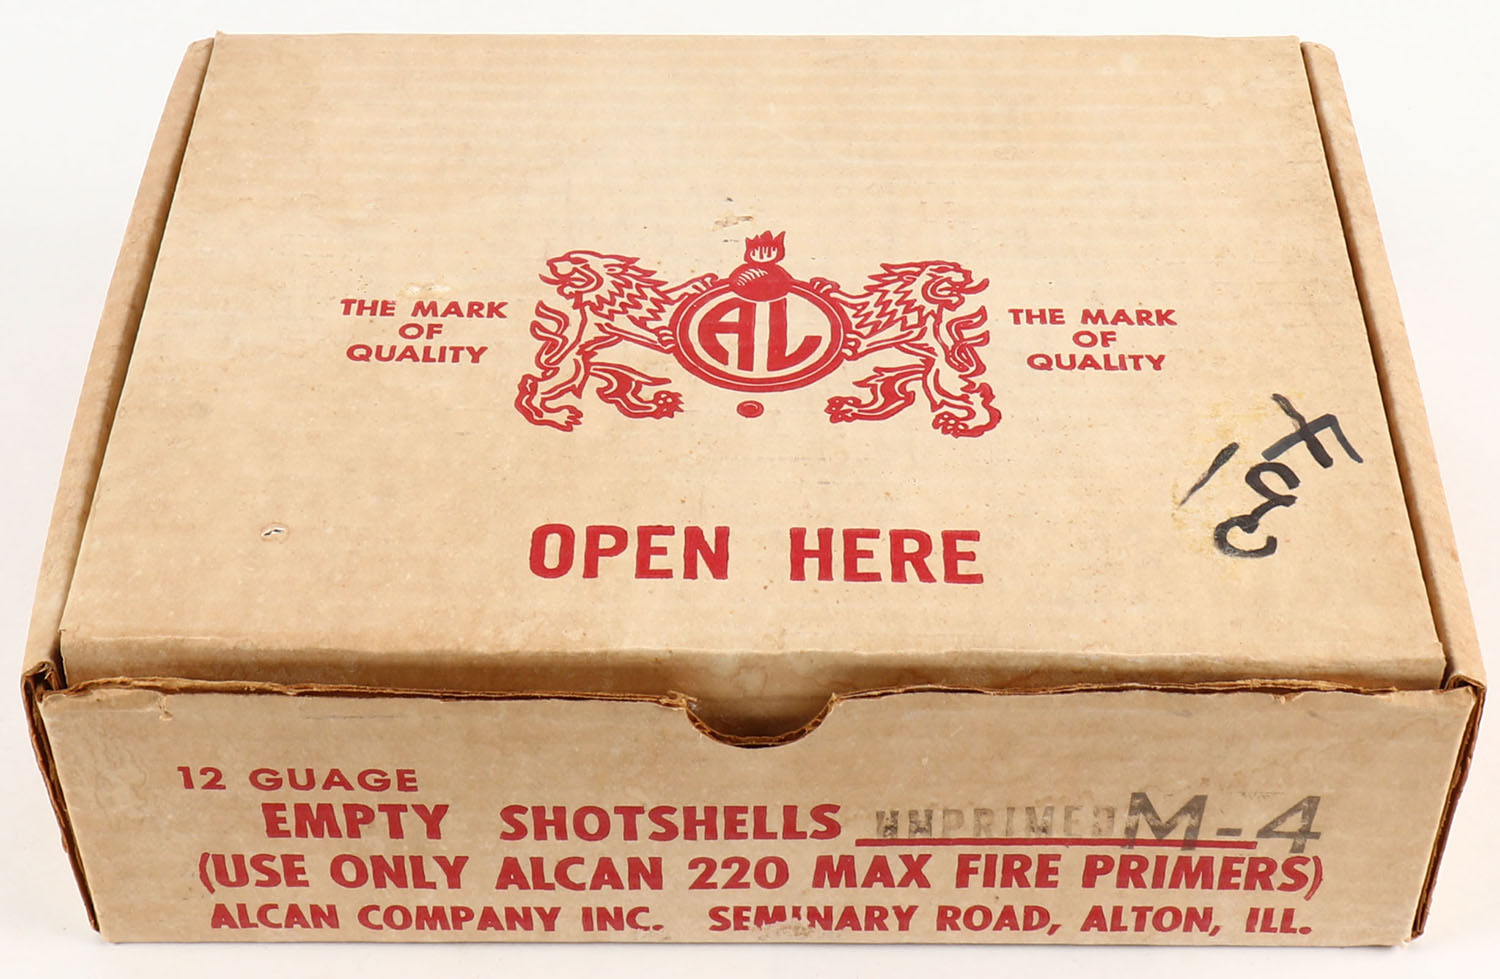 THE MARK
OF
QUALITY
AL
THE MARK
OF
QUALITY
OPEN HERE
12 GUAGE
EMPTY SHOTSHELLS UNPRIMED M-4
(USE ONLY ALCAN 220 MAX FIRE PRIMERS)
ALCAN COMPANY INC. SEMINARY ROAD, ALTON, ILL.